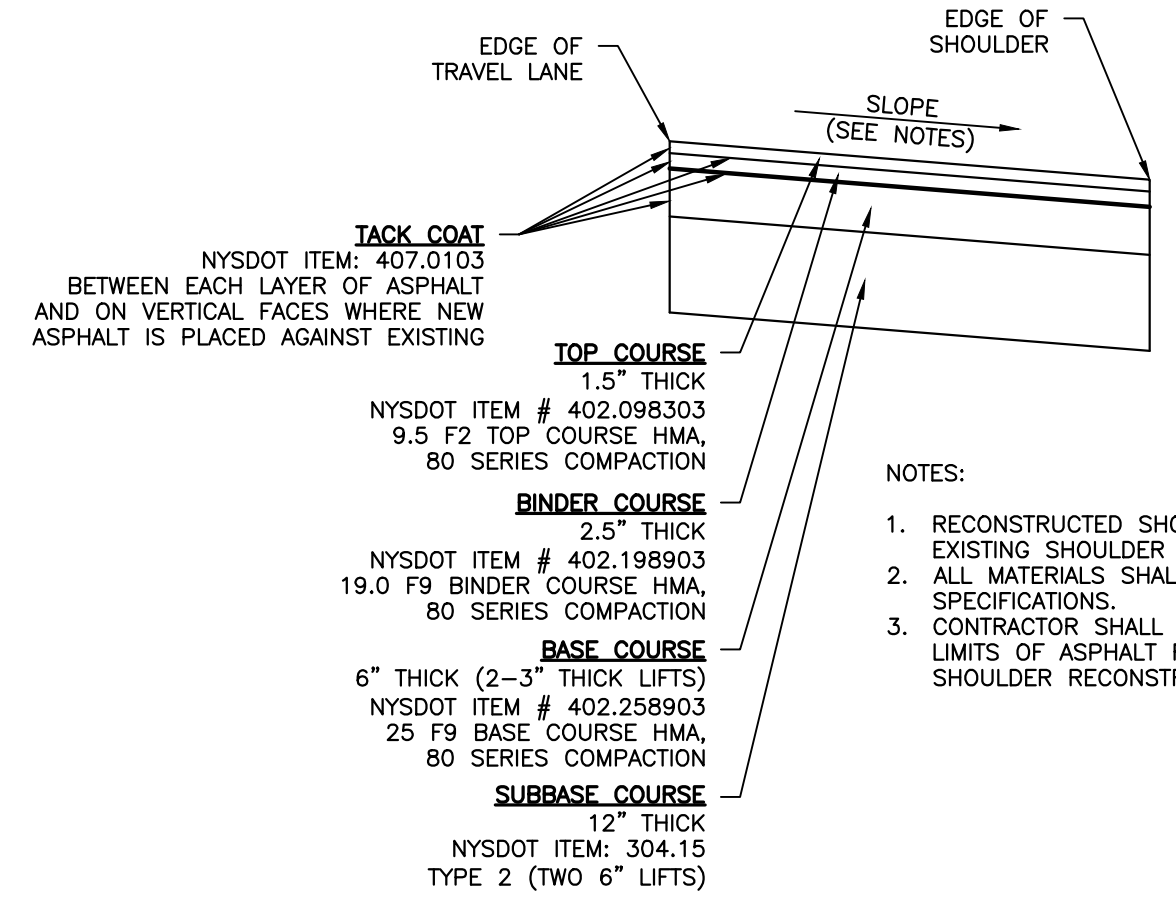 EDGE OF
TRAVEL LANE
EDGE OF
SHOULDER
SLOPE
(SEE NOTES)
TACK COAT
NYSDOT ITEM: 407.0103
BETWEEN EACH LAYER OF ASPHALT
AND ON VERTICAL FACES WHERE NEW
ASPHALT IS PLACED AGAINST EXISTING
TOP COURSE
1.5" THICK
NYSDOT ITEM # 402.098303
9.5 F2 TOP COURSE HMA,
80 SERIES COMPACTION
BINDER COURSE
2.5" THICK
NYSDOT ITEM # 402.198903
19.0 F9 BINDER COURSE HMA,
80 SERIES COMPACTION
BASE COURSE
6" THICK (2-3" THICK LIFTS)
NYSDOT ITEM # 402.258903
25 F9 BASE COURSE HMA,
80 SERIES COMPACTION
SUBBASE COURSE
12" THICK
NYSDOT ITEM: 304.15
TYPE 2 (TWO 6" LIFTS)
NOTES:
1. RECONSTRUCTED
EXISTING SHOULDER
2. ALL MATERIALS
SPECIFICATIONS.
3. CONTRACTOR SHALL
LIMITS OF ASPHALT
SHOULDER